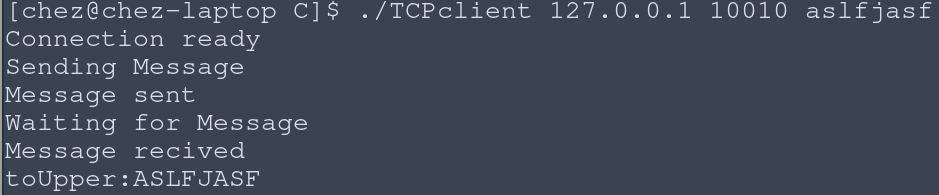 [chez@chez-laptop C]$ ./TCPclient 127.0.0.1 10010 aslfjasf
Connection ready
Sending Message
Message sent
Waiting for Message
Message recived
toUpper:ASLFJASF